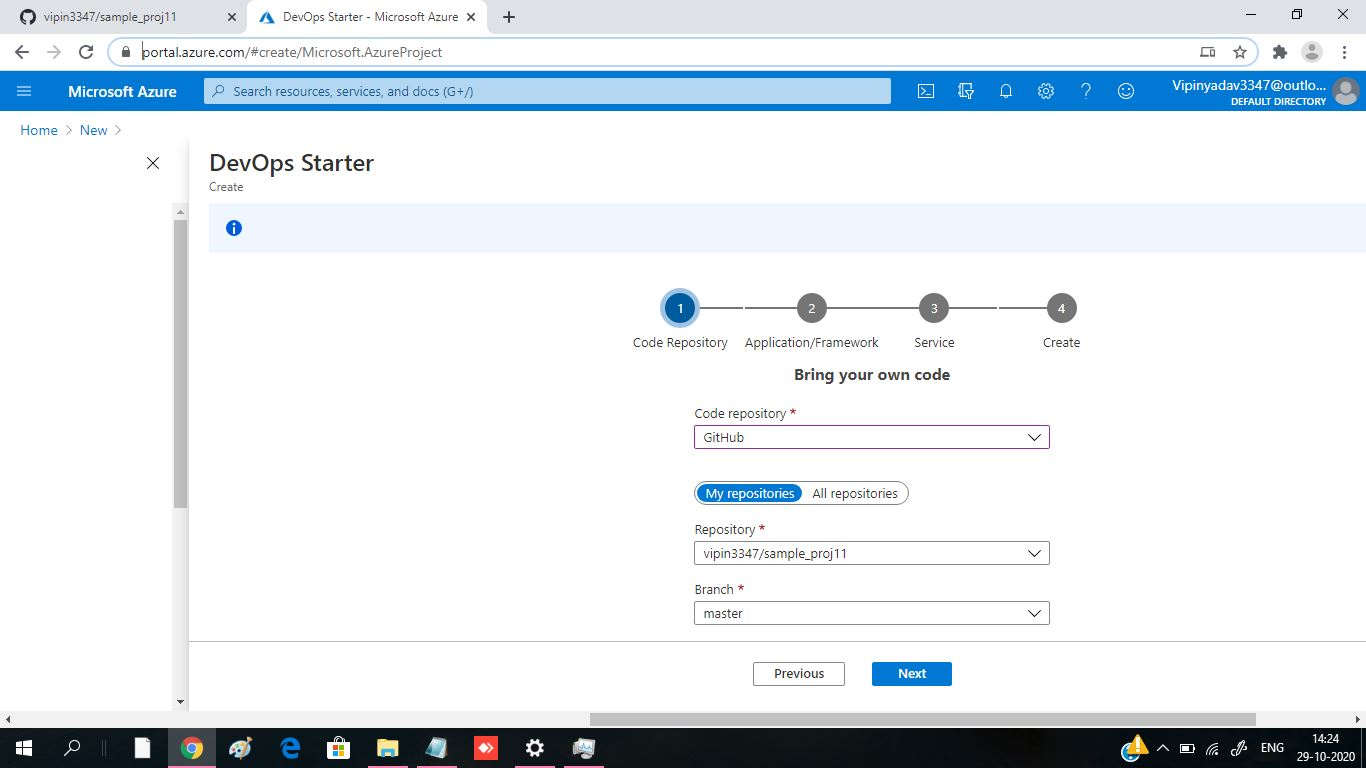 vipin3347/sample_proj11
DevOps Starter - Microsoft Azure
portal.azure.com/#create/Microsoft.AzureProject
Microsoft Azure
Search resources, services, and docs (G+/)
Vipinyadav3347@outlo...
DEFAULT DIRECTORY
Home > New >
DevOps Starter
Create
1 2 3 4
Code Repository Application/Framework Service Create
Bring your own code
Code repository *
GitHub
My repositories All repositories
Repository *
vipin3347/sample_proj11
Branch *
master
Previous Next
ENG
14:24
29-10-2020